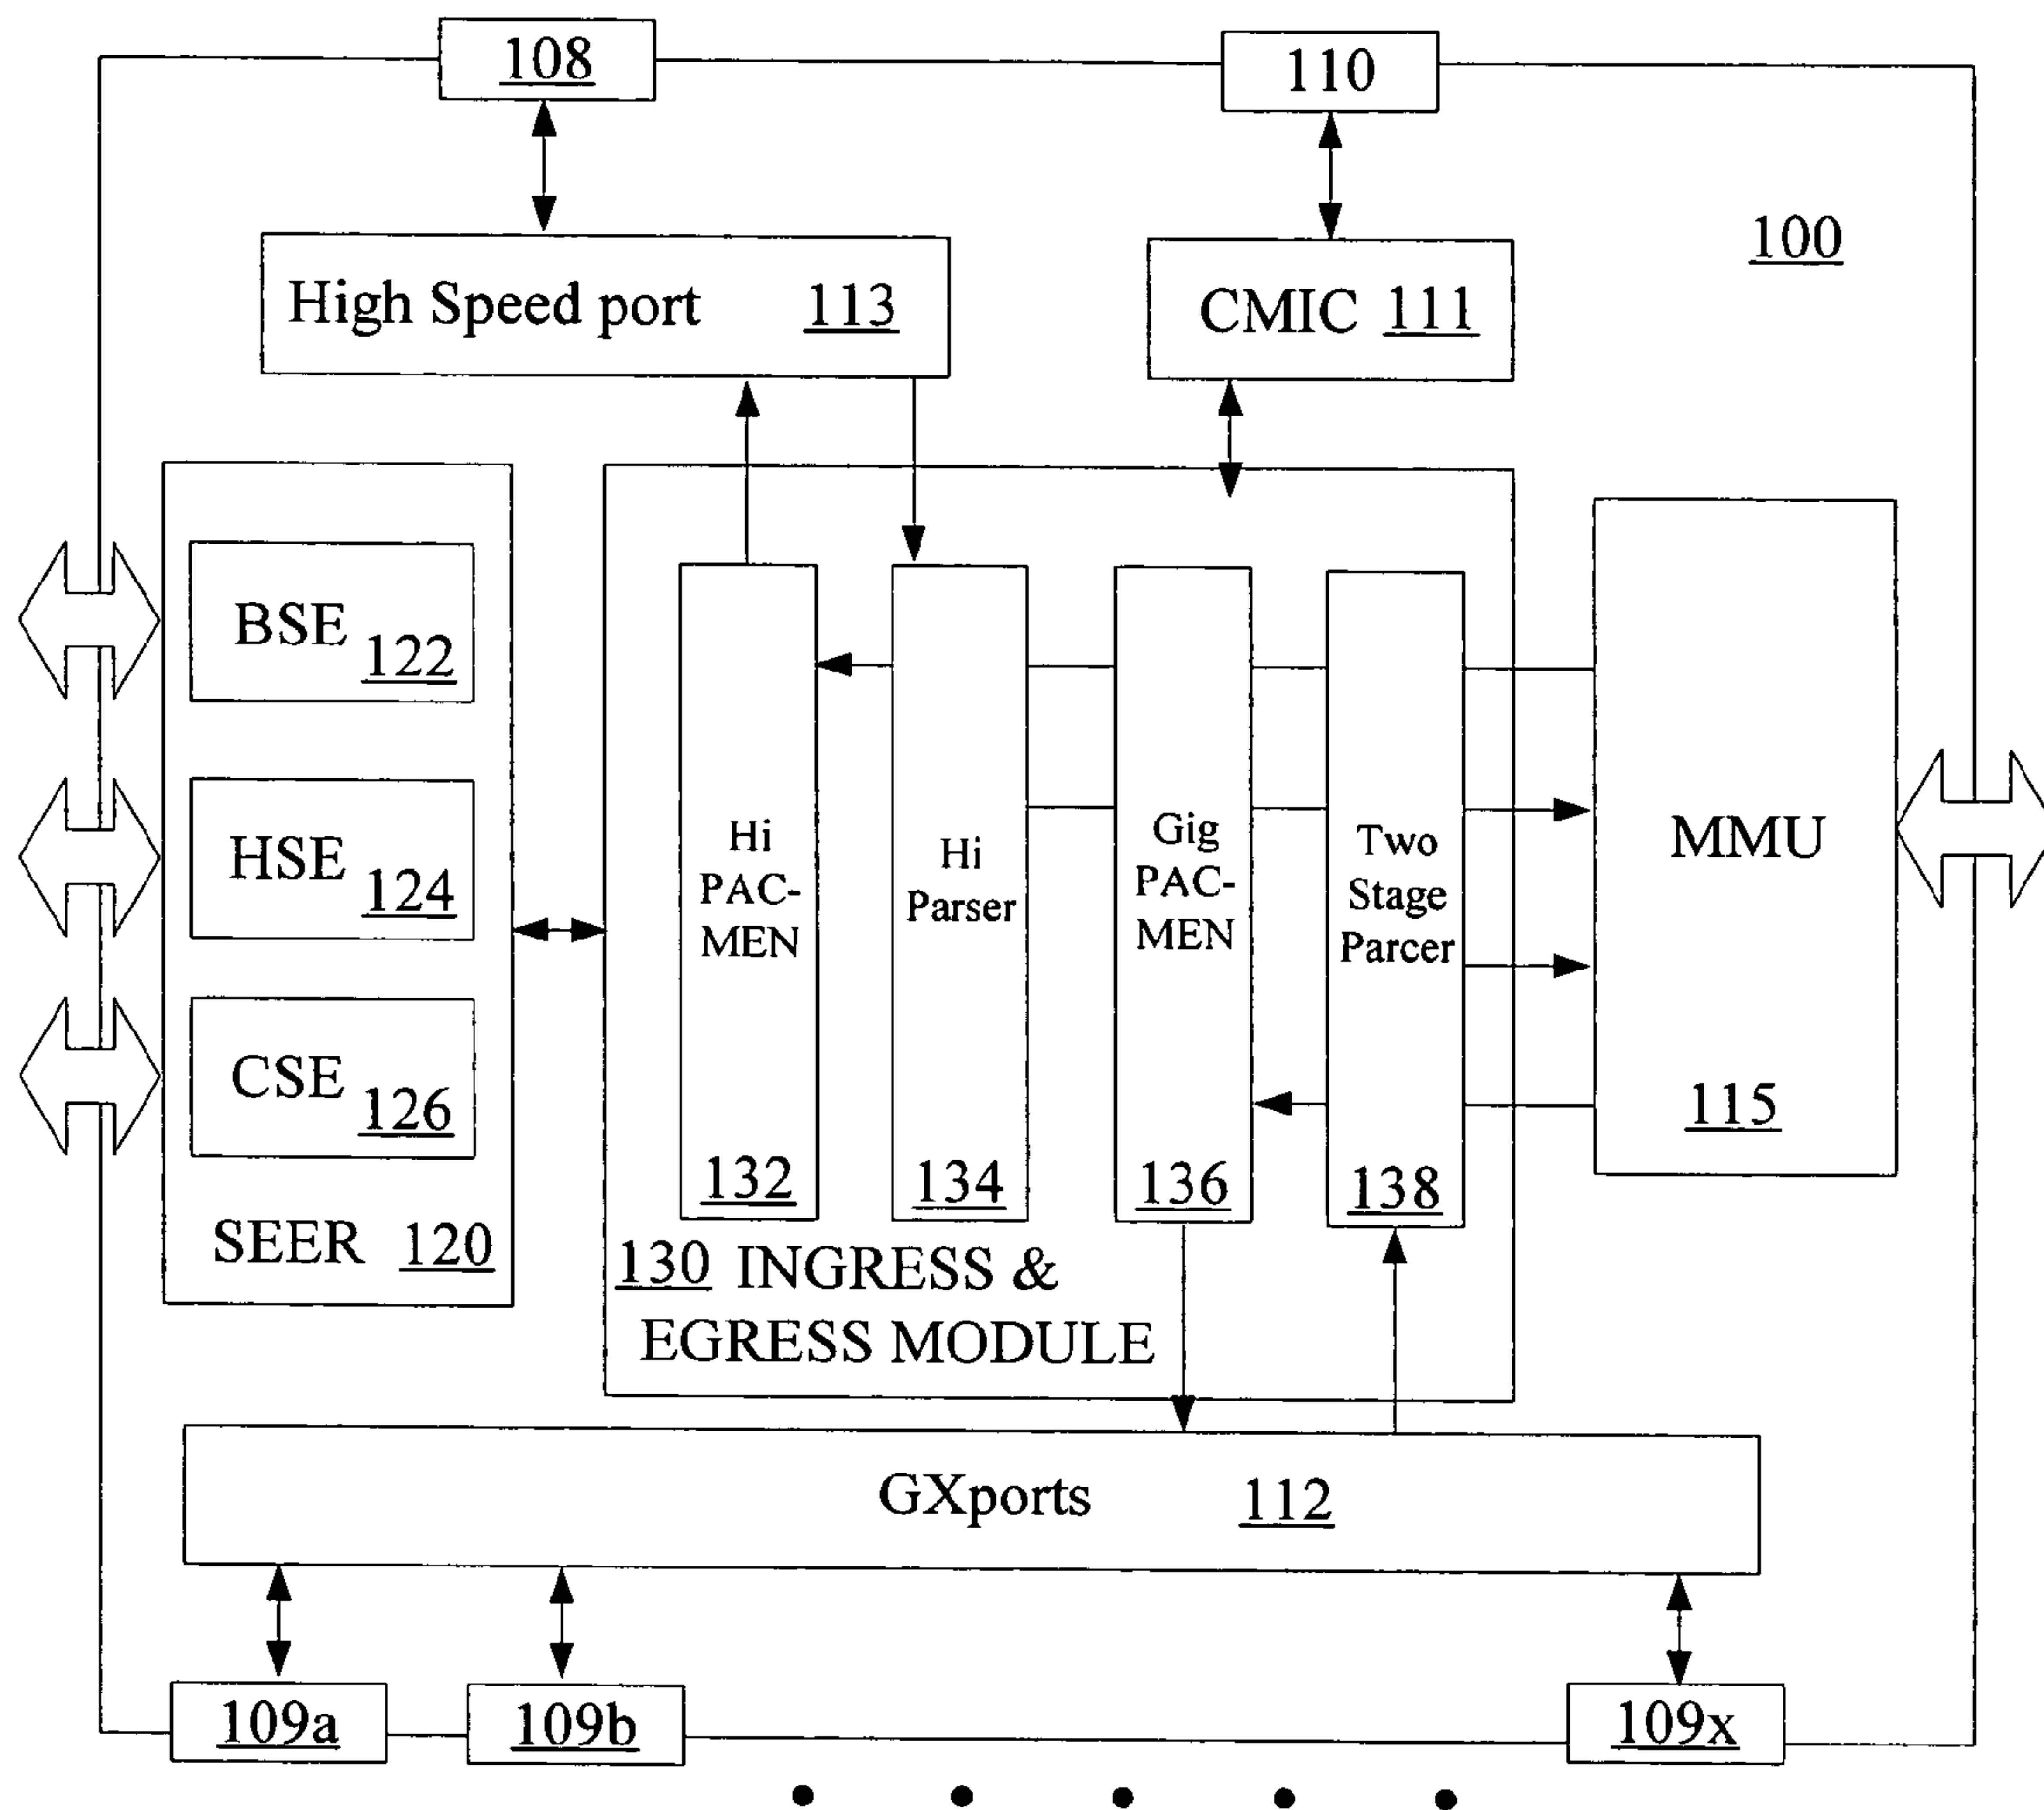 108
110
100
High Speed port 113
CMIC 111
BSE 122
HSE 124
CSE 126
SEER 120
Hi
PAC-
MEN
132
Hi
Parser
134
Gig
PAC-
MEN
136
Two
Stage
Parcer
138
MMU
115
130 INGRESS &
EGRESS MODULE
GXports 112
109a
109b
109x